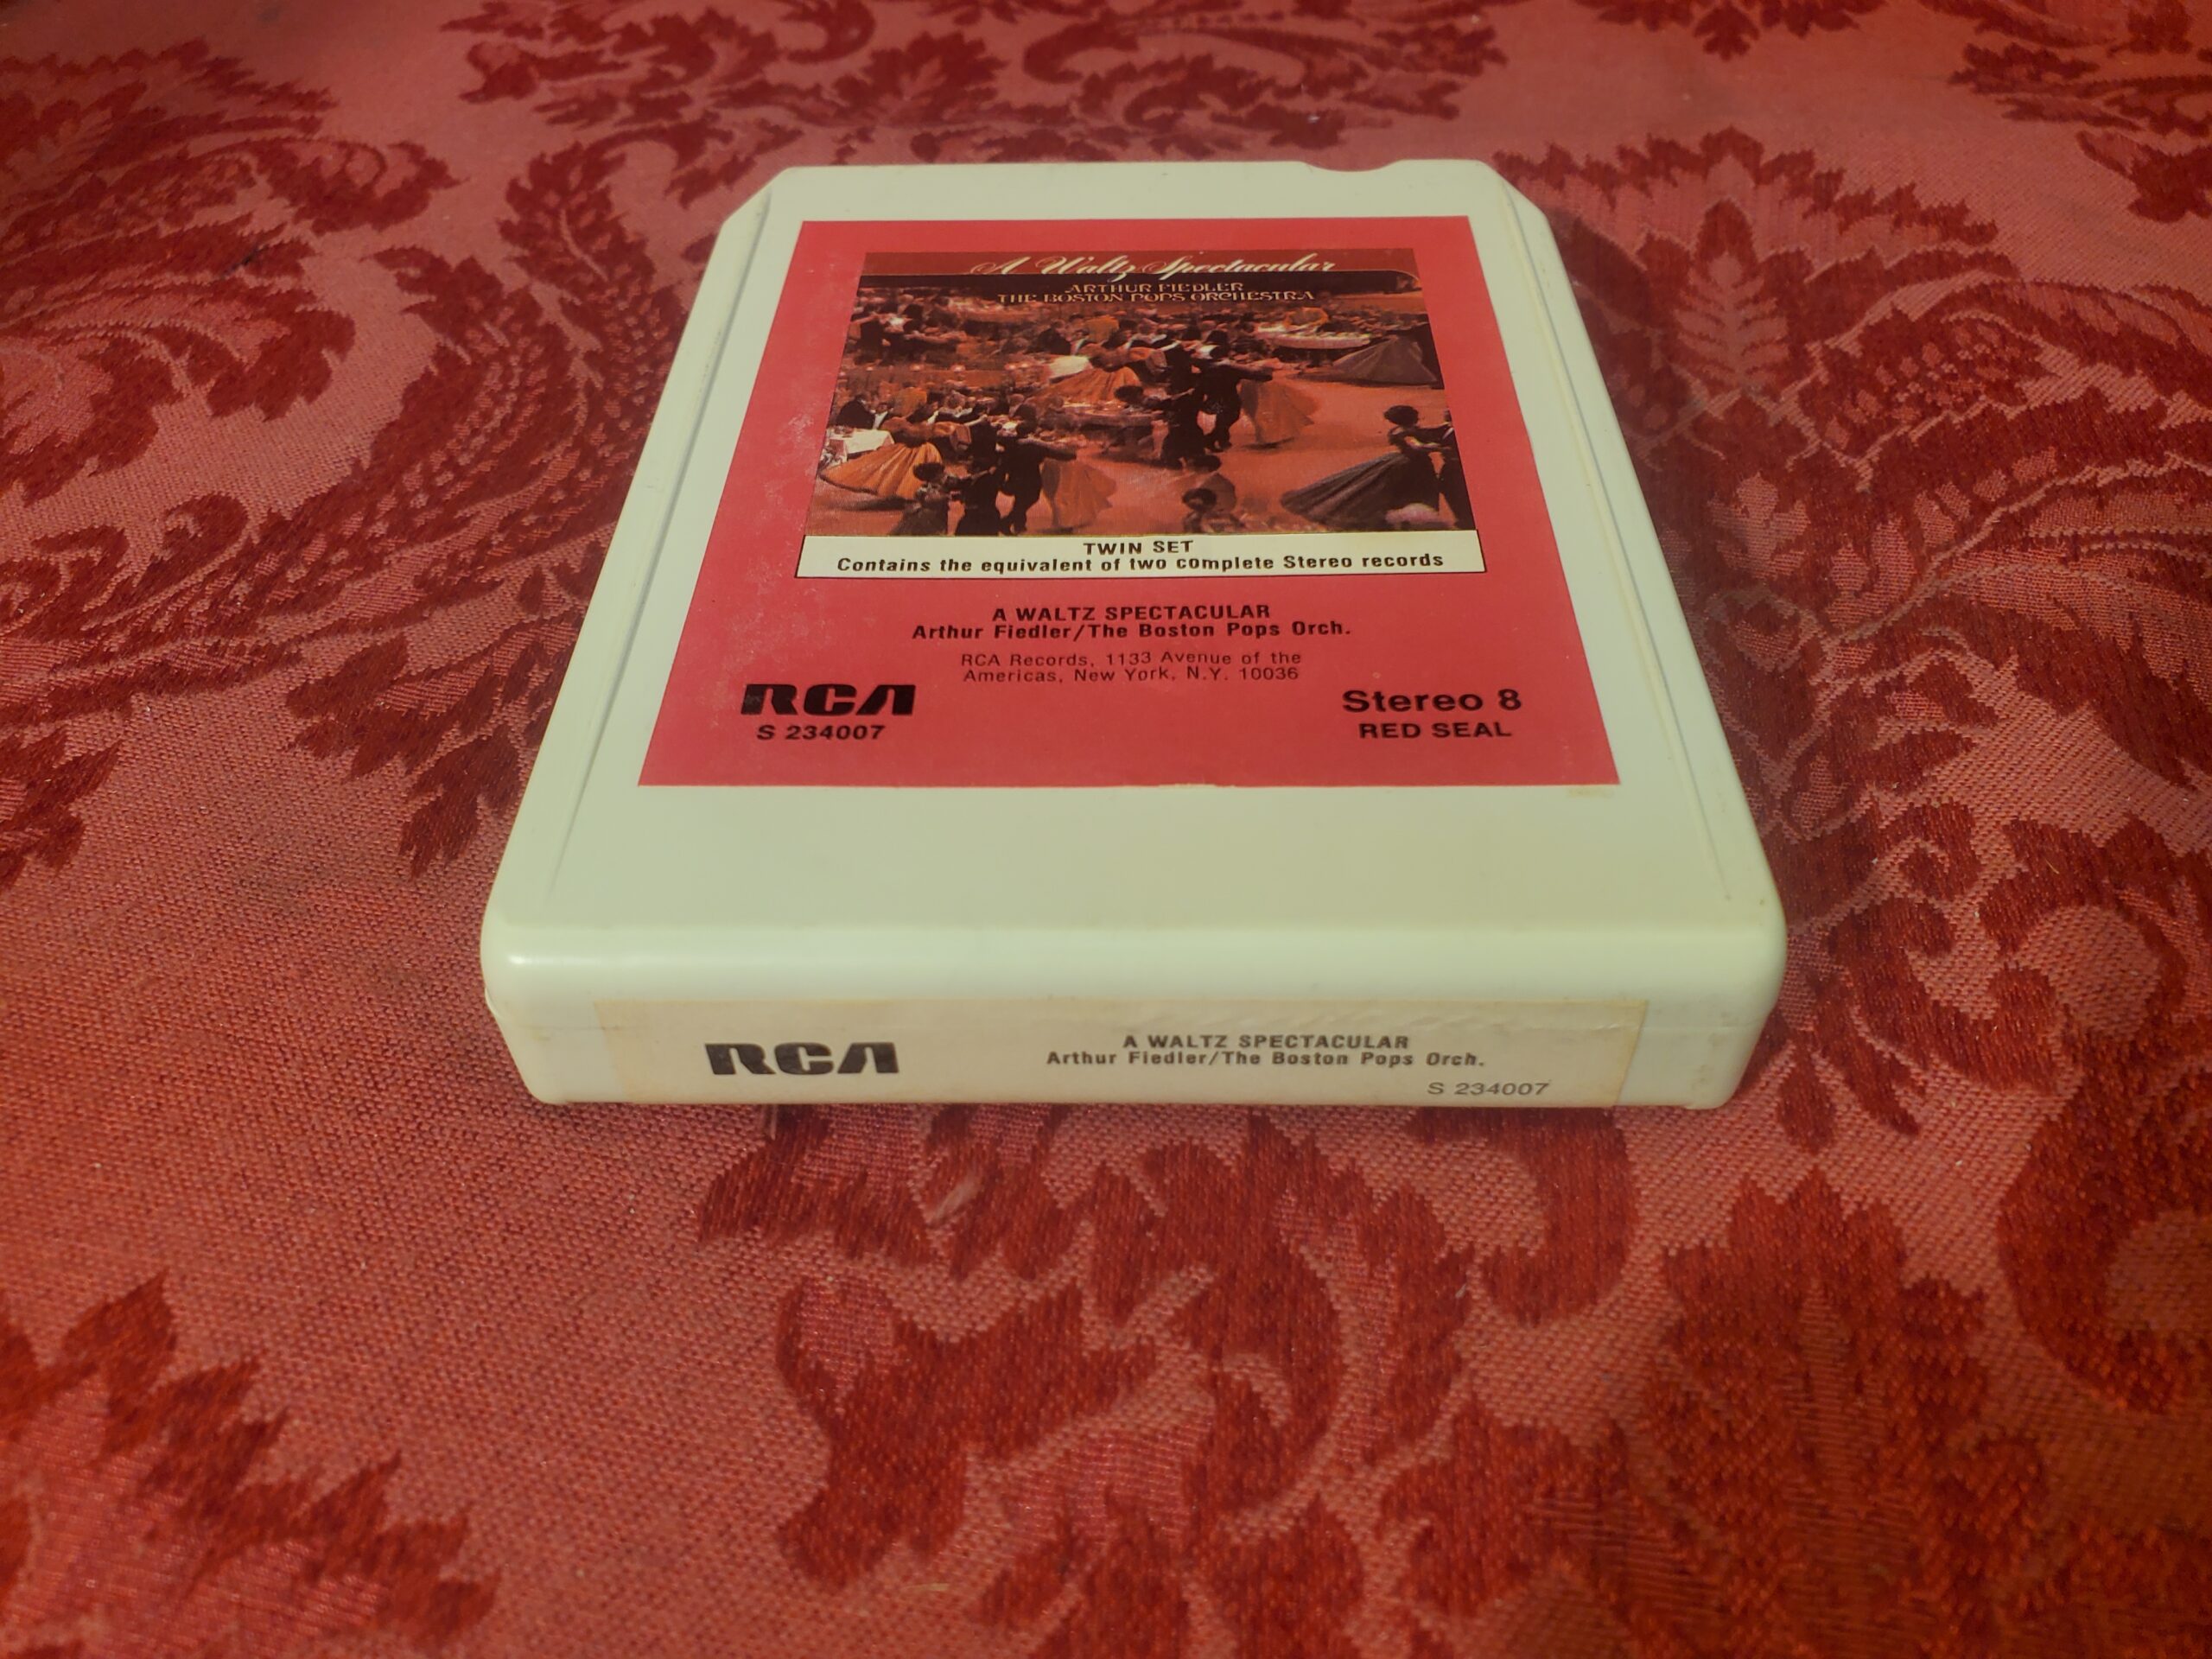 A Waltz Spectacular
ARTHUR FIEDLER
THE BOSTON POPS ORCHESTRA
TWIN SET
Contains the equivalent of two complete Stereo records
A WALTZ SPECTACULAR
Arthur Fiedler/The Boston Pops Orch.
RCA Records, 1133 Avenue of the
Americas, New York, N.Y. 10036
RCA
S 234007
Stereo 8
RED SEAL
RCA
A WALTZ SPECTACULAR
Arthur Fiedler/The Boston Pops Orch.
S 234007